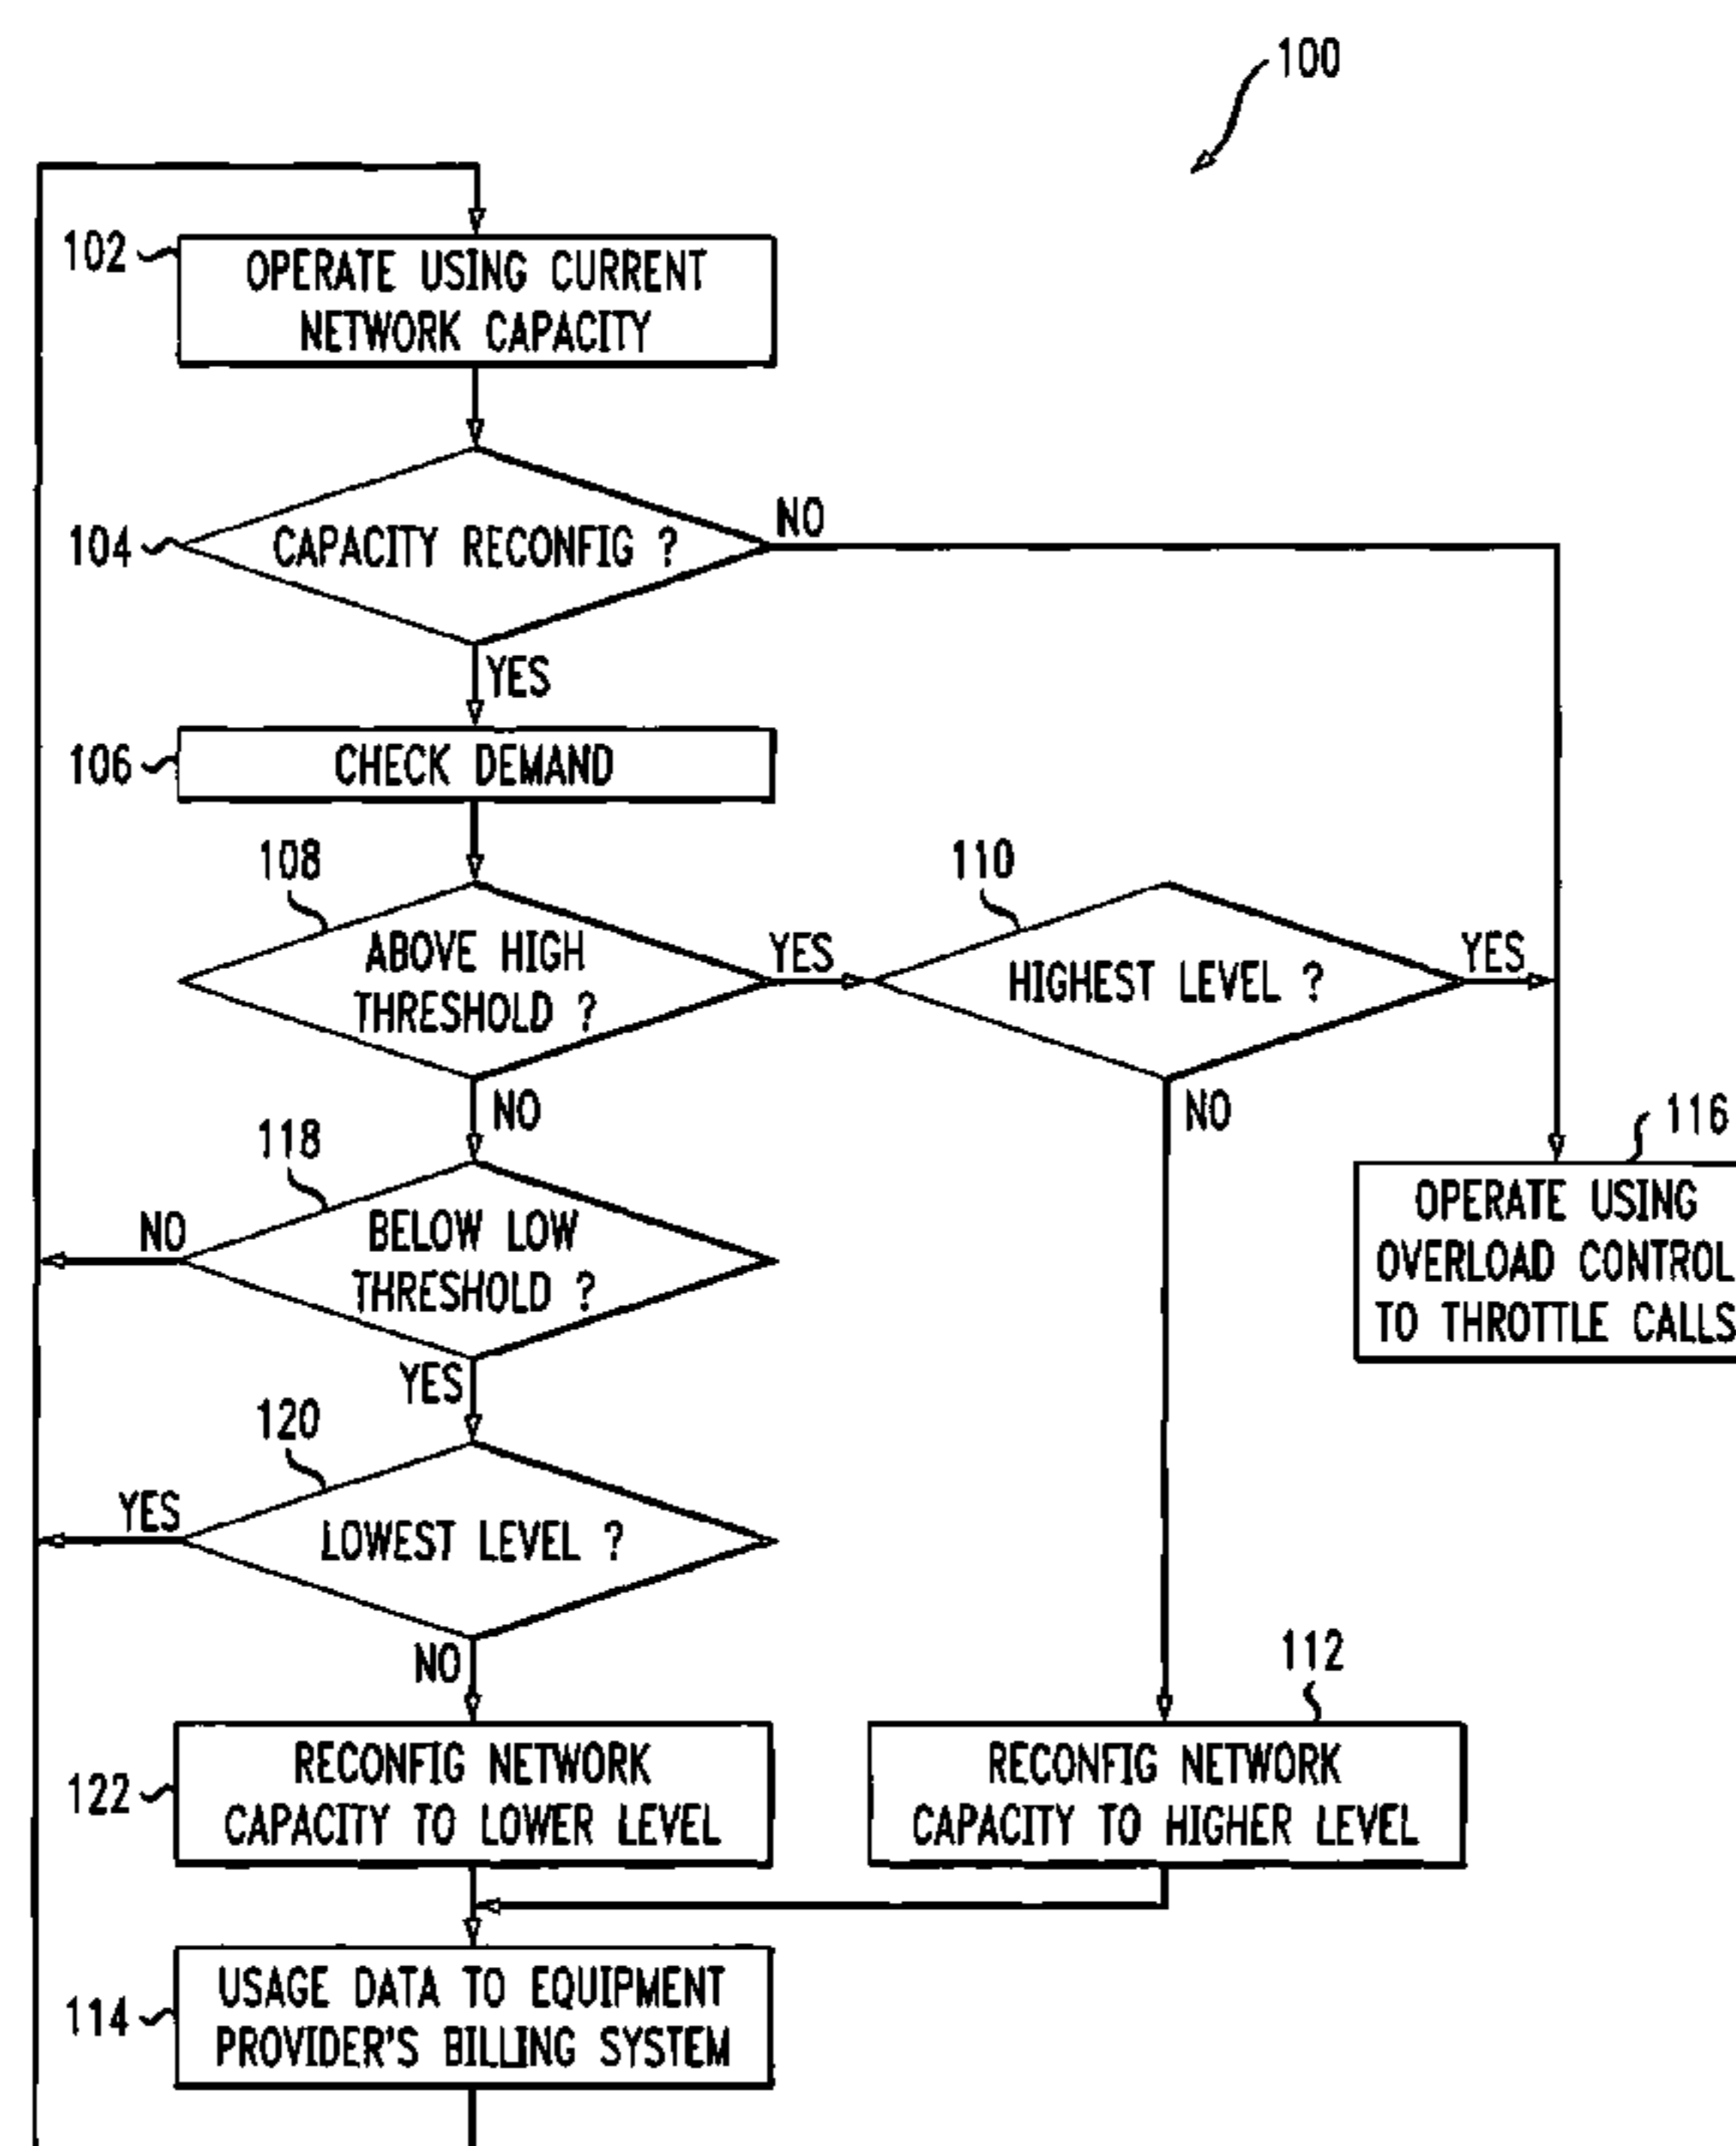 100
102
OPERATE USING CURRENT
NETWORK CAPACITY
104
CAPACITY RECONFIG ?
NO
YES
106
CHECK DEMAND
108
ABOVE HIGH
THRESHOLD ?
YES
110
HIGHEST LEVEL ?
YES
NO
NO
116
OPERATE USING
OVERLOAD CONTROL
TO THROTTLE CALLS
118
BELOW LOW
THRESHOLD ?
NO
YES
120
LOWEST LEVEL ?
YES
NO
122
RECONFIG NETWORK
CAPACITY TO LOWER LEVEL
112
RECONFIG NETWORK
CAPACITY TO HIGHER LEVEL
114
USAGE DATA TO EQUIPMENT
PROVIDER'S BILLING SYSTEM